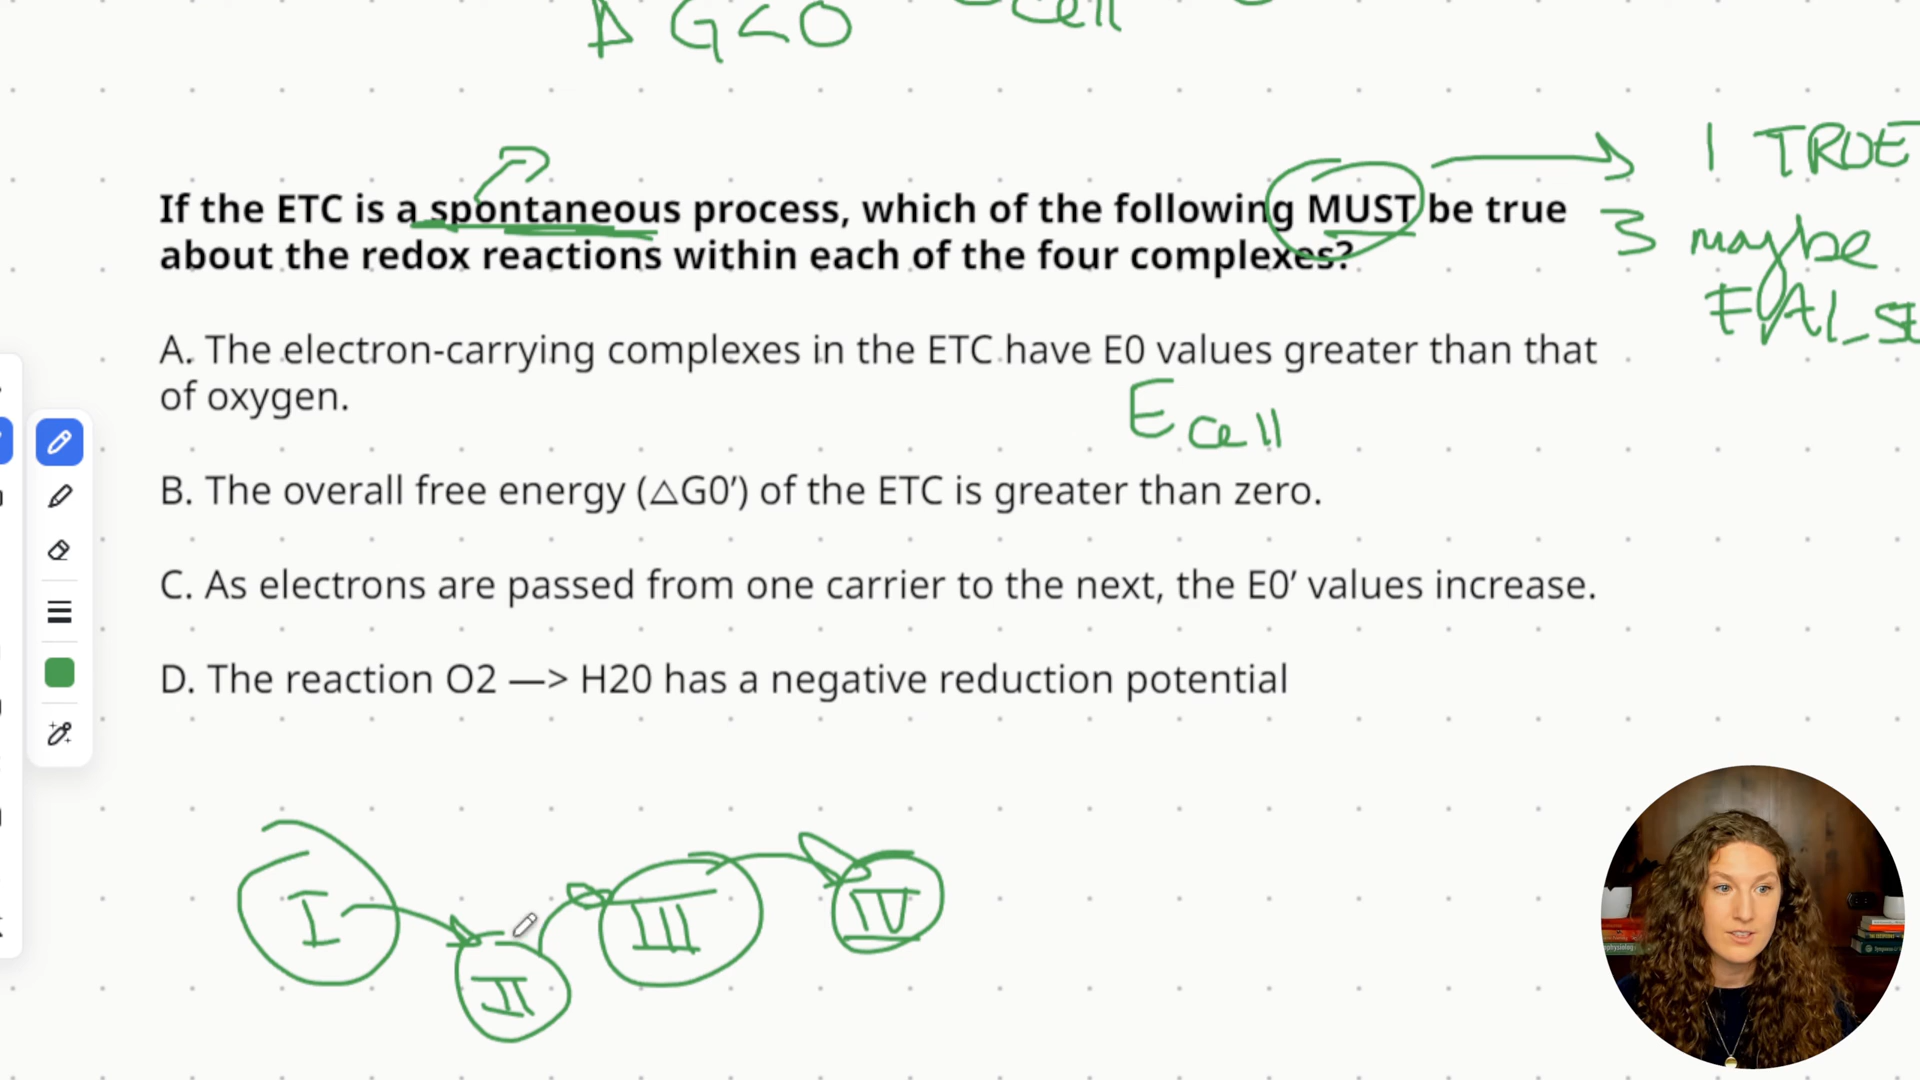 Δ G < O cell
If the ETC is a spontaneous process, which of the following MUST be true
about the redox reactions within each of the four complexes?
1 TRUE
3 maybe
FALSE
A. The electron-carrying complexes in the ETC have E0 values greater than that
of oxygen.
E cell
B. The overall free energy (△G0’) of the ETC is greater than zero.
C. As electrons are passed from one carrier to the next, the E0’ values increase.
D. The reaction O2 —> H20 has a negative reduction potential
I
II
III
IV